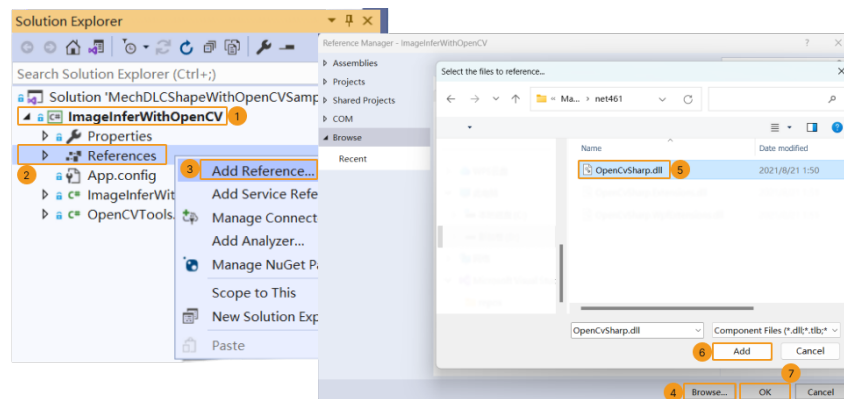 Solution Explorer
Search Solution Explorer (Ctrl+;)
Solution 'MechDLCShapeWithOpenCVSamp
ImageInferWithOpenCV 1
Properties
2 References
App.config
ImageInferWit
OpenCVTools.
3 Add Reference...
Add Service Refe
Manage Connect
Add Analyzer...
Manage NuGet Pa
Scope to This
New Solution Exp
Paste
Reference Manager - ImageInferWithOpenCV
Assemblies
Projects
Shared Projects
COM
Browse
Recent
Select the files to reference...
« Ma... › net461
Name Date modified
OpenCvSharp.dll 5 2021/8/21 1:50
OpenCvSharp.dll Component Files (*.dll;*.tlb;*
6 Add Cancel
7
4 Browse... OK Cancel